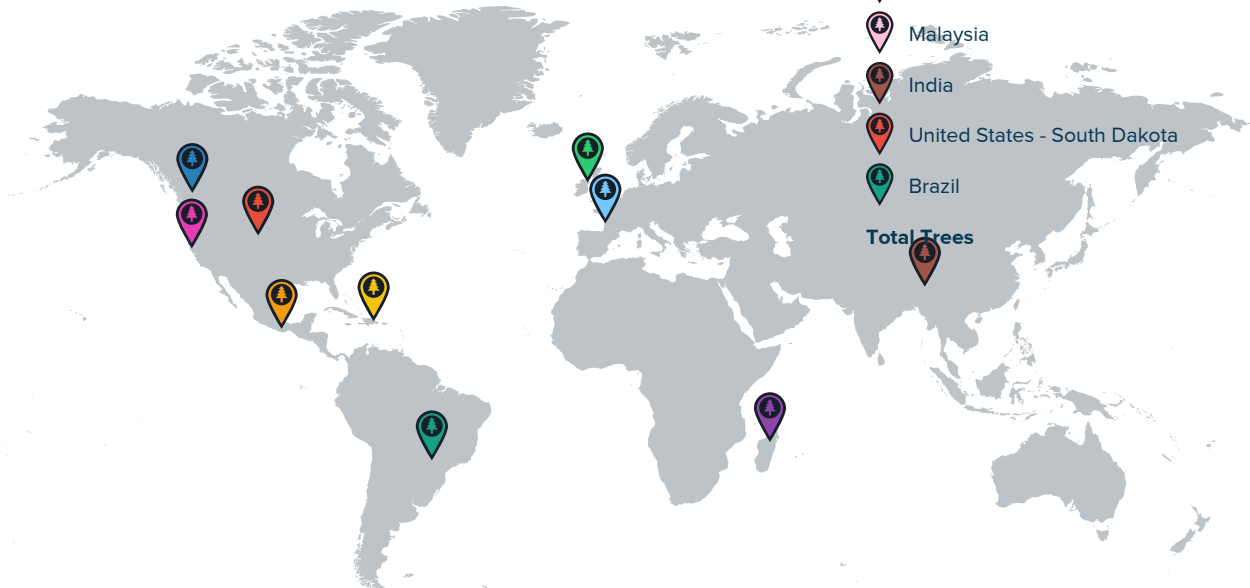 Malaysia
India
United States - South Dakota
Brazil
Total Trees